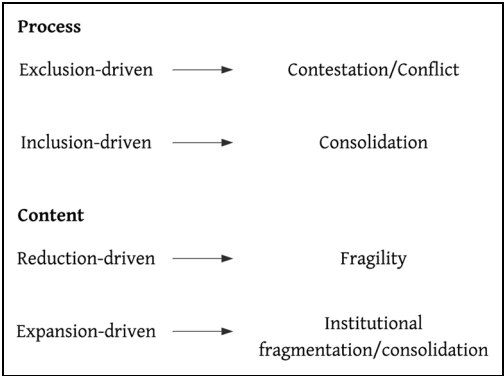 Process
Exclusion-driven Contestation/Conflict
Inclusion-driven Consolidation
Content
Reduction-driven Fragility
Expansion-driven Institutional
fragmentation/consolidation